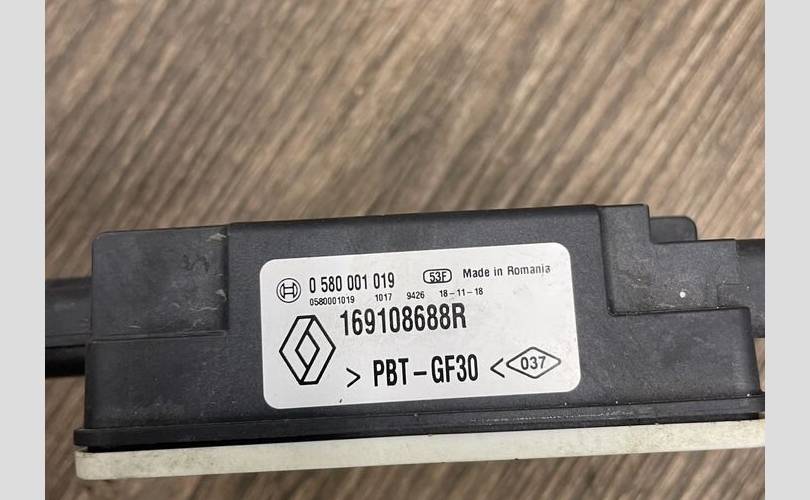 0 580 001 019 53F Made in Romania
0580001019 1017 9426 18-11-18
169108688R
> PBT-GF30 < 037